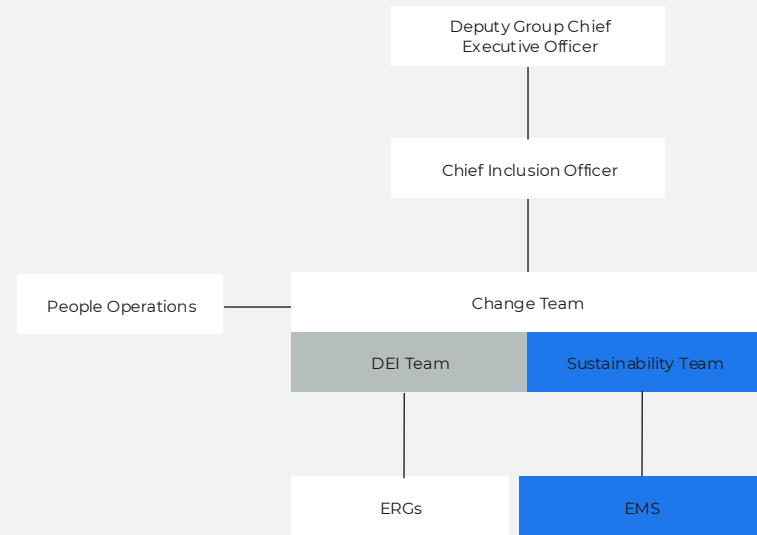 Deputy Group Chief
Executive Officer
Chief Inclusion Officer
People Operations
Change Team
DEI Team
Sustainability Team
ERGs
EMS